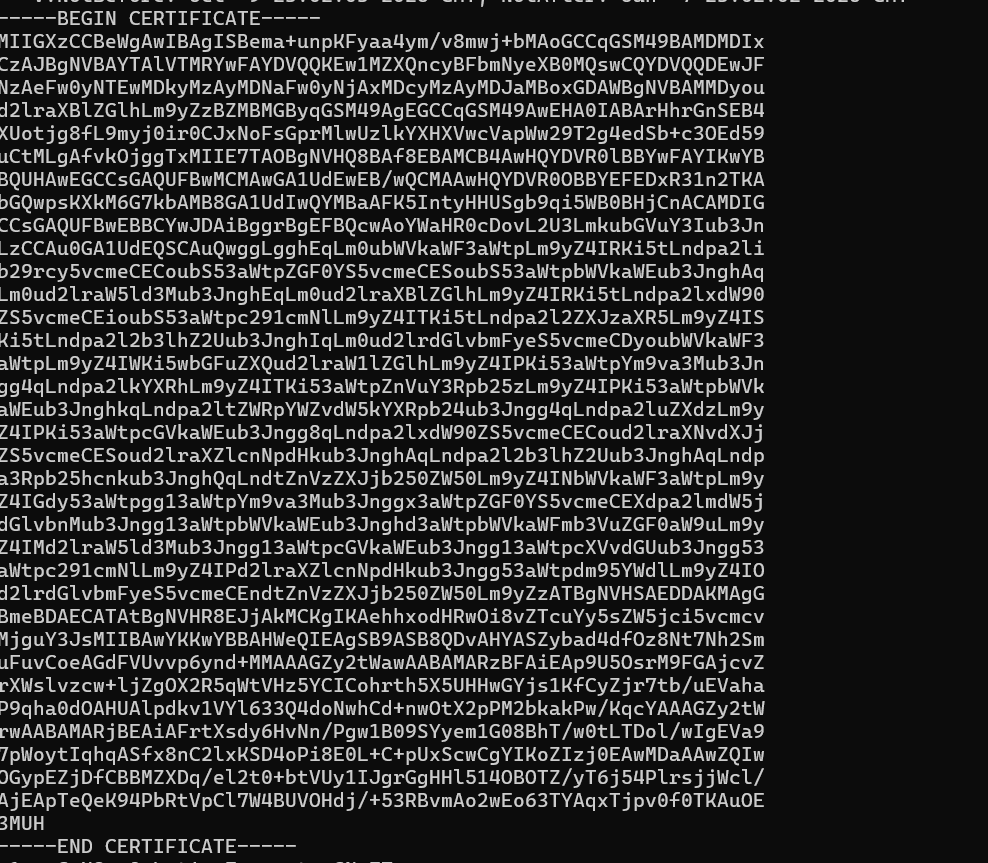 -----BEGIN CERTIFICATE-----
MIIGXzCCBeWgAwIBAgISBema+unpKFyaa4ym/v8mwj+bMAoGCCqGSM49BAMDMDIx
CzAJBgNVBAYTAlVTMRYwFAYDVQQKEw1MZXQncyBFbmNyeXB0MQswCQYDVQQDEwJF
NzAeFw0yNTEwMDkyMzAyMDNaFw0yNjAxMDcyMzAyMDJaMBoxGDAWBgNVBAMMDyou
d2lraXBlZGlhLm9yZzBZMBMGByqGSM49AgEGCCqGSM49AwEHA0IABArHhrGnSEB4
XUotjg8fL9myj0ir0CJxNoFsGprMlwUzlkYXHXVwcVapWw29T2g4edSb+c3OEd59
uCtMLgAfvkOjggTxMIIE7TAOBgNVHQ8BAf8EBAMCB4AwHQYDVR0lBBYwFAYIKwYB
BQUHAwEGCCsGAQUFBwMCMAwGA1UdEwEB/wQCMAAwHQYDVR0OBBYEFEDxR31n2TKA
bGQwpsKXkM6G7kbAMB8GA1UdIwQYMBaAFK5IntyHHUSgb9qi5WB0BHjCnACAMDIG
CCsGAQUFBwEBBCYwJDAiBggrBgEFBQcwAoYWaHR0cDovL2U3LmkubGVuY3Iub3Jn
LzCCAu0GA1UdEQSCAuQwggLgghEqLm0ubWVkaWF3aWtpLm9yZ4IRKi5tLndpa2li
b29rcy5vcmeCECoubS53aWtpZGF0YS5vcmeCESoubS53aWtpbWVkaWEub3JnghAq
Lm0ud2lraW5ld3Mub3JnghEqLm0ud2lraXBlZGlhLm9yZ4IRKi5tLndpa2lxdW90
ZS5vcmeCEioubS53aWtpc291cmNlLm9yZ4ITKi5tLndpa2l2ZXJzaXR5Lm9yZ4IS
Ki5tLndpa2l2b3lhZ2Uub3JnghIqLm0ud2lrdGlvbmFyeS5vcmeCDyoubWVkaWF3
aWtpLm9yZ4IWKi5wbGFuZXQud2lraW1lZGlhLm9yZ4IPKi53aWtpYm9va3Mub3Jn
gg4qLndpa2lkYXRhLm9yZ4ITKi53aWtpZnVuY3Rpb25zLm9yZ4IPKi53aWtpbWVk
aWEub3JnghkqLndpa2ltZWRpYWZvdW5kYXRpb24ub3Jngg4qLndpa2luZXdzLm9y
Z4IPKi53aWtpcGVkaWEub3Jngg8qLndpa2lxdW90ZS5vcmeCECoud2lraXNvdXJj
ZS5vcmeCESoud2lraXZlcnNpdHkub3JnghAqLndpa2l2b3lhZ2Uub3JnghAqLndp
a3Rpb25hcnkub3JnghQqLndtZnVzZXJjb250ZW50Lm9yZ4INbWVkaWF3aWtpLm9y
Z4IGdy53aWtpgg13aWtpYm9va3Mub3Jnggx3aWtpZGF0YS5vcmeCEXdpa2lmdW5j
dGlvbnMub3Jngg13aWtpbWVkaWEub3Jnghd3aWtpbWVkaWFmb3VuZGF0aW9uLm9y
Z4IMd2lraW5ld3Mub3Jngg13aWtpcGVkaWEub3Jngg13aWtpcXVvdGUub3Jngg53
aWtpc291cmNlLm9yZ4IPd2lraXZlcnNpdHkub3Jngg53aWtpdm95YWdlLm9yZ4IO
d2lrdGlvbmFyeS5vcmeCEndtZnVzZXJjb250ZW50Lm9yZzATBgNVHSAEDDAKMAgG
BmeBDAECATAtBgNVHR8EJjAkMCKgIKAehhxodHRwOi8vZTcuYy5sZW5jci5vcmcv
MjguY3JsMIIBAwYKKwYBBAHWeQIEAgSB9ASB8QDvAHYASZybad4dfOz8Nt7Nh2Sm
uFuvCoeAGdFVUvvp6ynd+MMAAAGZy2tWawAABAMARzBFAiEAp9U5OsrM9FGAjcvZ
rXWslvzcw+ljZgOX2R5qWtVHz5YCICohrth5X5UHHwGYjs1KfCyZjr7tb/uEVaha
P9qha0dOAHUAlpdkv1VYl633Q4doNwhCd+nwOtX2pPM2bkakPw/KqcYAAAGZy2tW
rwAABAMARjBEAiAFrtXsdy6HvNn/Pgw1B09SYyem1G08BhT/w0tLTDol/wIgEVa9
7pWoytIqhqASfx8nC2lxKSD4oPi8E0L+C+pUxScwCgYIKoZIzj0EAwMDaAAwZQIw
OGypEZjDfCBBMZXDq/el2t0+btVUy1IJgrGgHHl514OBOTZ/yT6j54PlrsjjWcl/
AjEApTeQeK94PbRtVpCl7W4BUVOHdj/+53RBvmAo2wEo63TYAqxTjpv0f0TKAuOE
3MUH
-----END CERTIFICATE-----